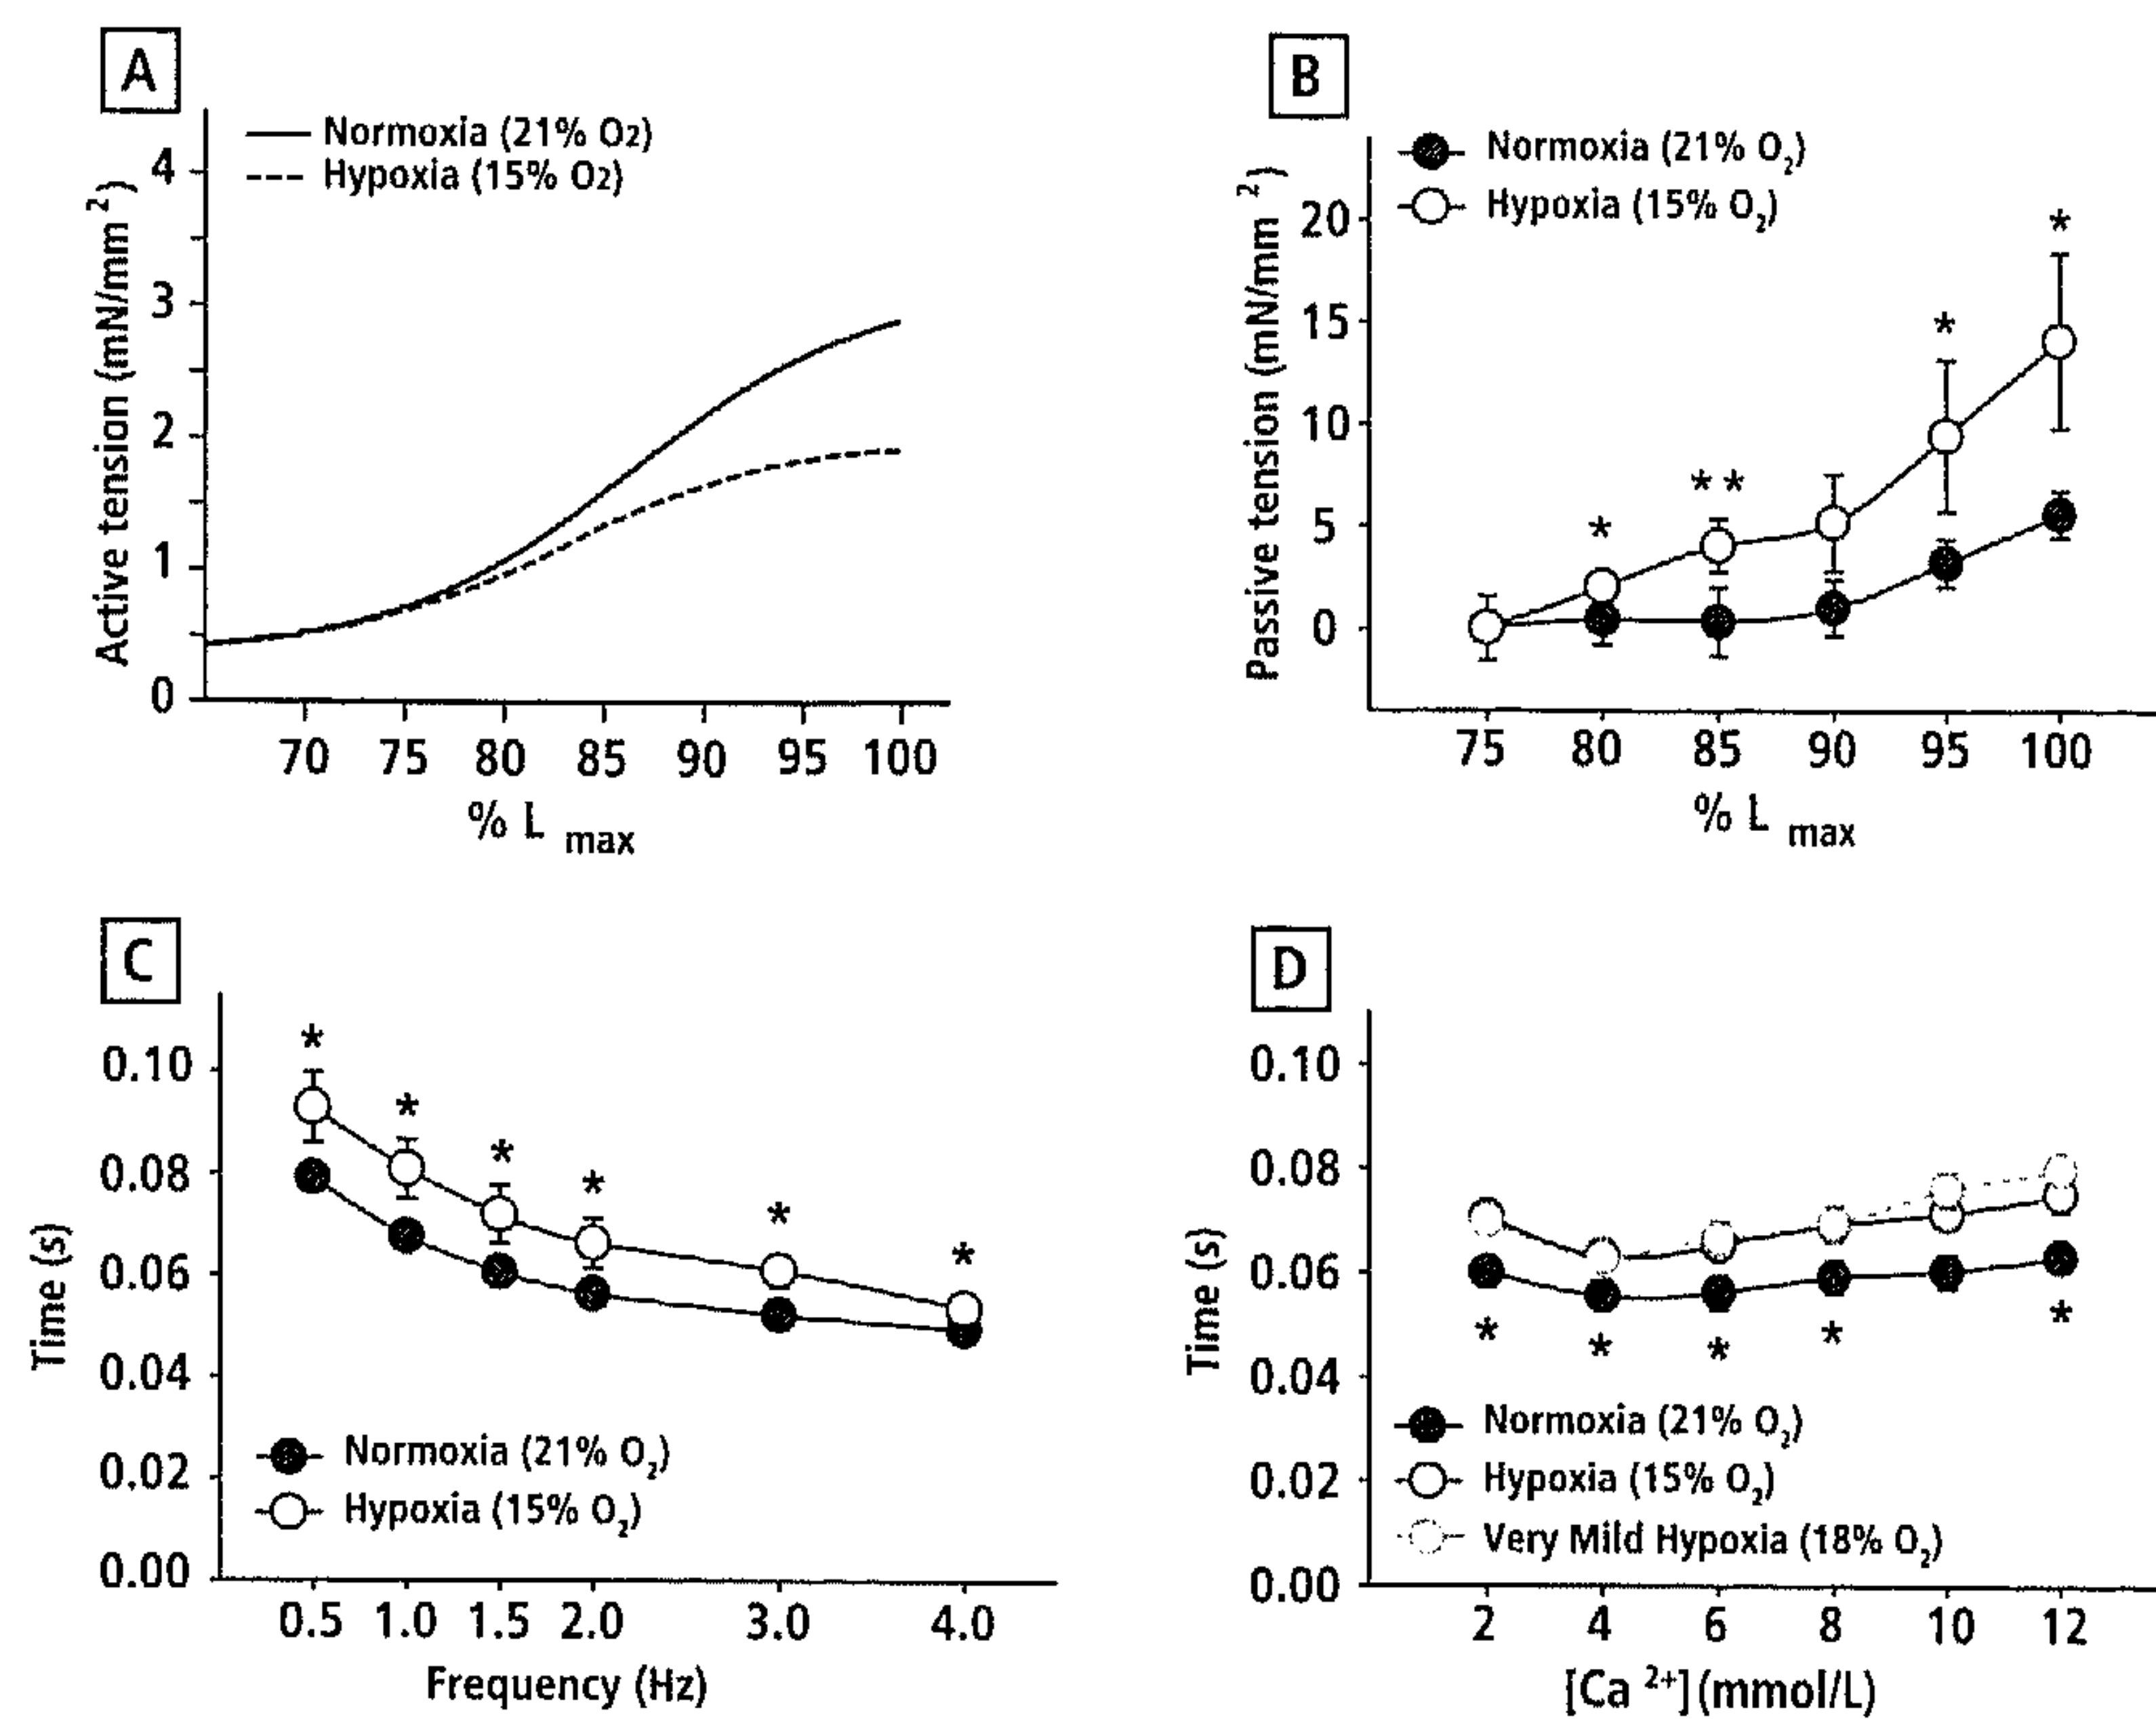 A
Normoxia (21% O2)
Hypoxia (15% O2)
Active tension (mN/mm 2)
4
3
2
1
0
70 75 80 85 90 95 100
% L max
B
Normoxia (21% O2)
Hypoxia (15% O2)
Passive tension (mN/mm 2)
20
15
10
5
0
*
* *
*
*
75 80 85 90 95 100
% L max
C
Time (s)
0.10
0.08
0.06
0.04
0.02
0.00
* * * * * *
Normoxia (21% O2)
Hypoxia (15% O2)
0.5 1.0 1.5 2.0 3.0 4.0
Frequency (Hz)
D
Time (s)
0.10
0.08
0.06
0.04
0.02
0.00
* * * * *
Normoxia (21% O2)
Hypoxia (15% O2)
Very Mild Hypoxia (18% O2)
2 4 6 8 10 12
[Ca 2+] (mmol/L)